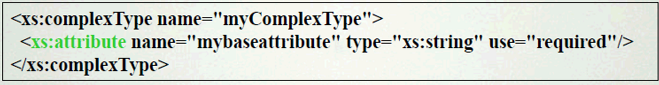 <xs:complexType name="myComplexType">
<xs:attribute name="mybaseattribute" type="xs:string" use="required"/>
</xs:complexType>